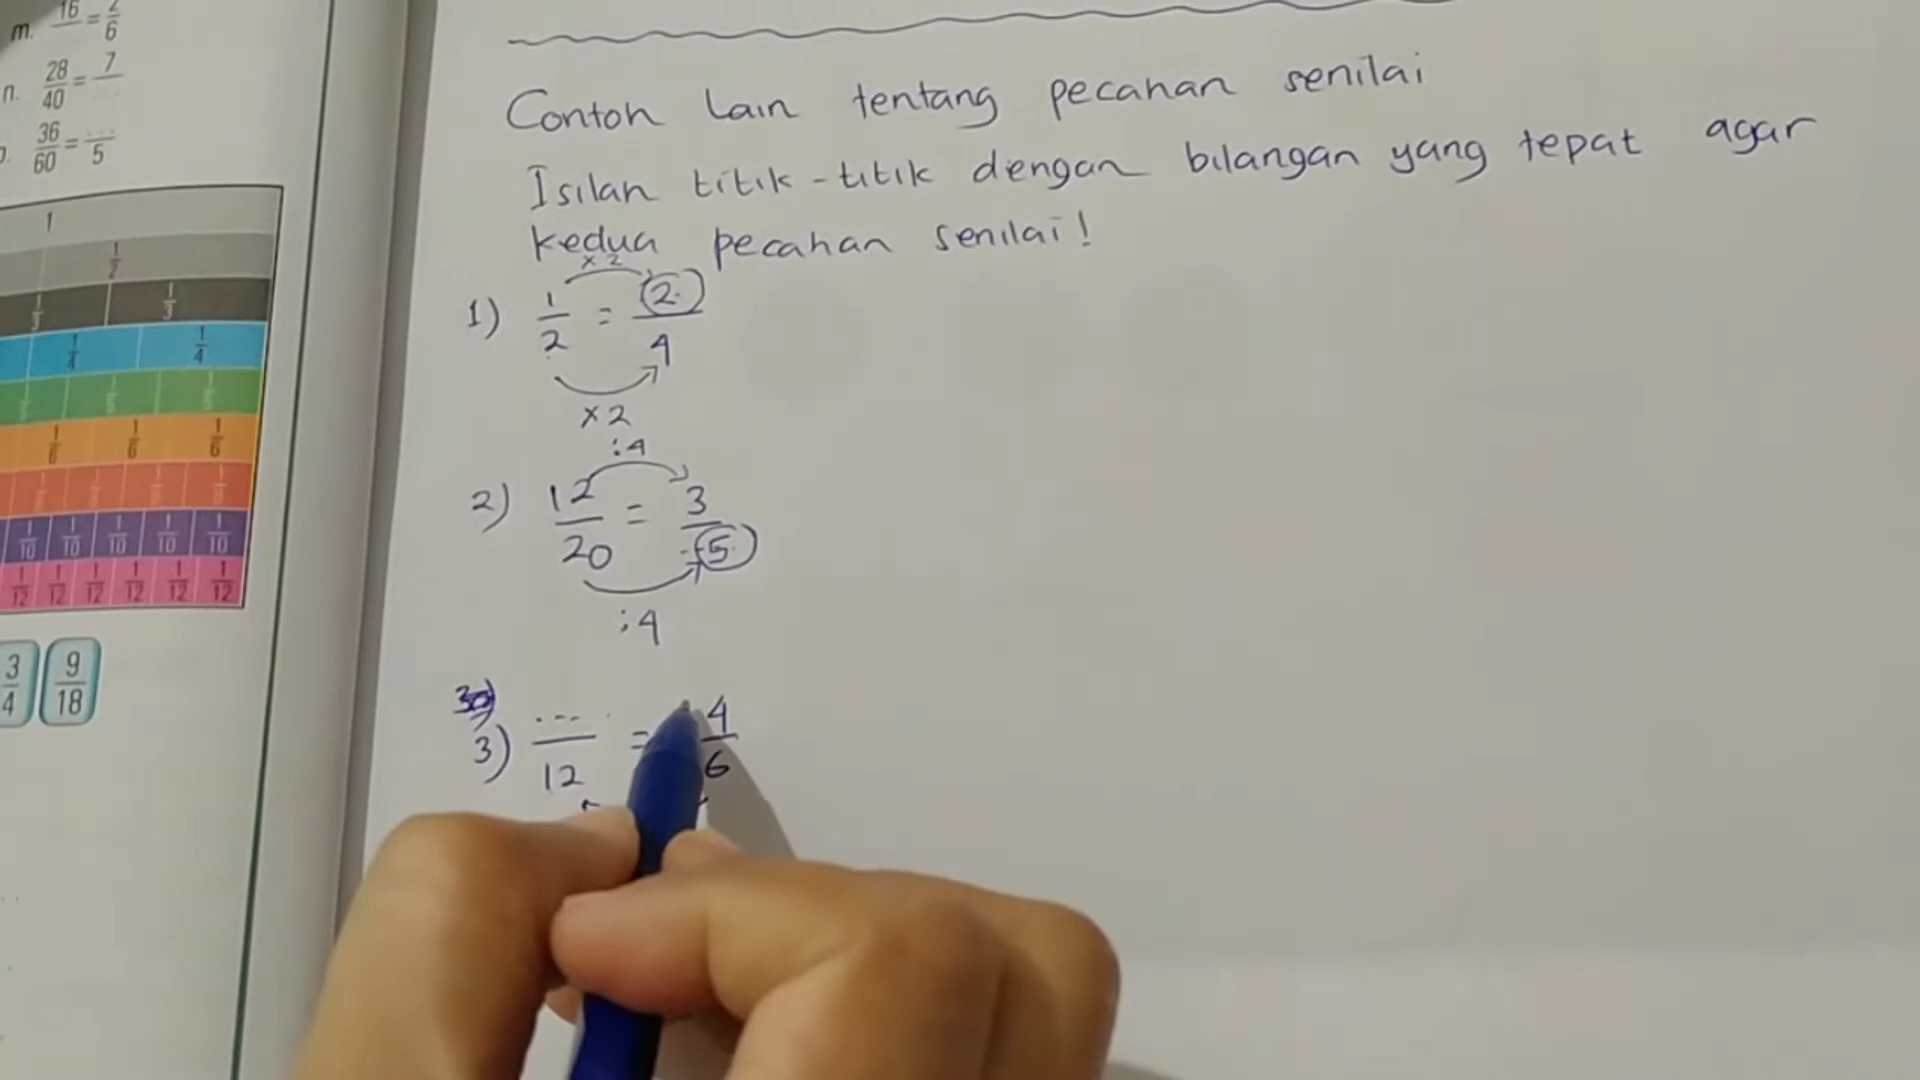 m. 16/ = 2/6
n. 28/40 = 7/...
36/60 = .../5
1
1/2
1/3 1/3
1/4 1/4
1/6 1/6 1/6
1/10 1/10 1/10 1/10 1/10
1/12 1/12 1/12 1/12 1/12 1/12
3/4 9/18
Contoh lain tentang pecahan senilai
Isilah titik-titik dengan bilangan yang tepat agar
kedua pecahan senilai!
x 2
1) 1/2 = 2/4
x 2
:4
2) 12/20 = 3/5
:4
3) .../12 = 4/6